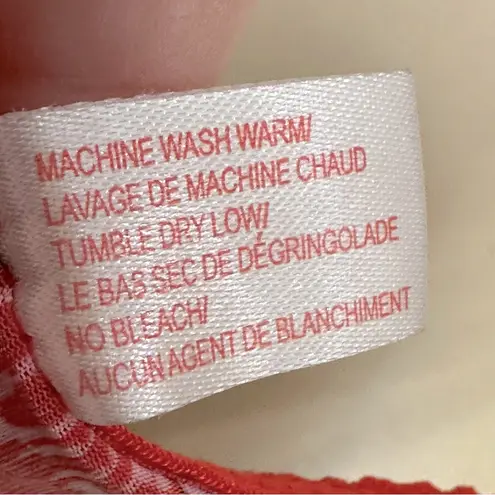 MACHINE WASH WARM/
LAVAGE DE MACHINE CHAUD
TUMBLE DRY LOW/
LE BAS SEC DE DÉGRINGOLADE
NO BLEACH/
AUCUN AGENT DE BLANCHIMENT